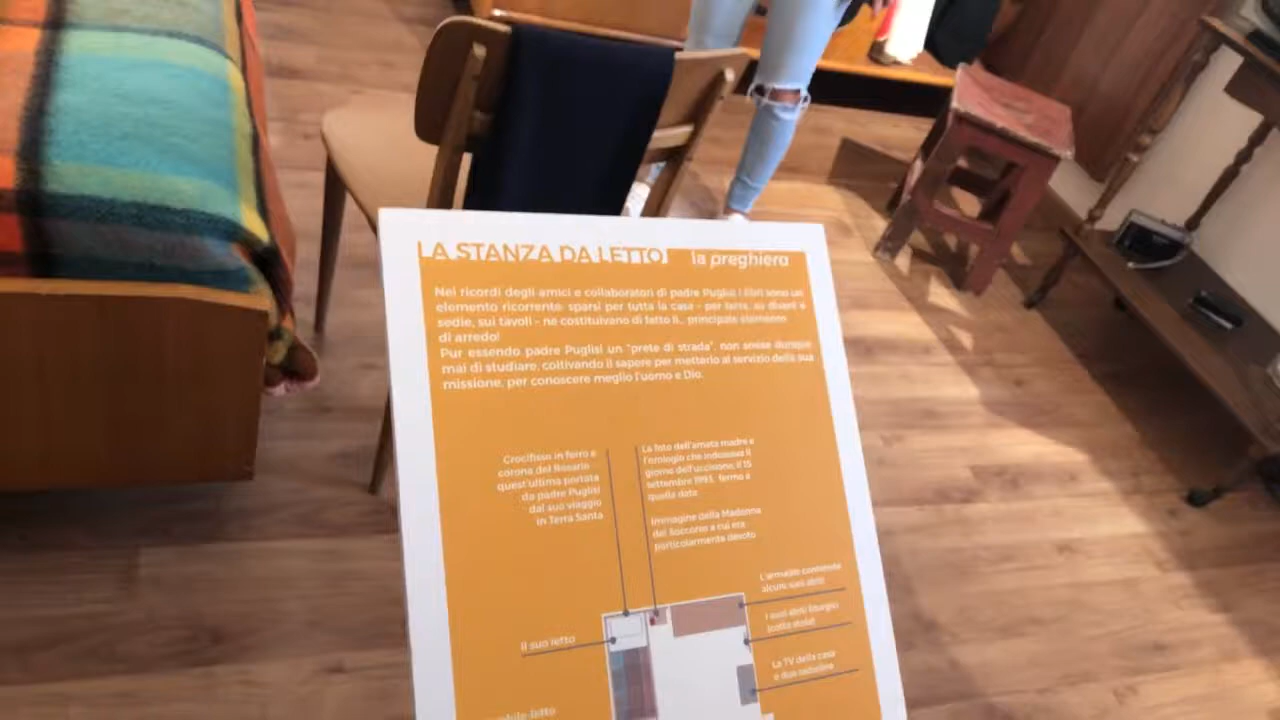 LA STANZA DA LETTO la preghiera
Nei ricordi degli amici e collaboratori di padre Puglisi i libri sono un
elemento ricorrente: sparsi per tutta la casa - per terra, su divani e
sedie, sui tavoli - ne costituivano di fatto il principale elemento
di arredo!
Pur essendo padre Puglisi un "prete di strada", non smise dunque
mai di studiare, coltivando il sapere per metterlo al servizio della sua
missione, per conoscere meglio l'uomo e Dio.
Crocifisso in ferro e
corona del Rosario
quest'ultima portata
da padre Puglisi
dal suo viaggio
in Terra Santa
La foto dell'amata madre e
l'orologio che indossava il
giorno dell'uccisione, il 15
settembre 1993, fermo a
quella data
Immagine della Madonna
del Soccorso a cui era
particolarmente devoto
L'armadio contenente
alcuni suoi abiti
I suoi abiti liturgici
(cotta stola)
La TV della casa
e due
Il suo letto